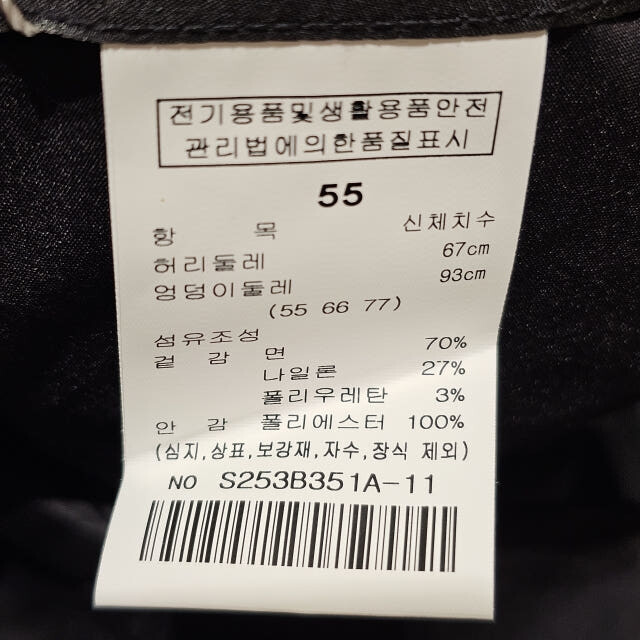 전기용품및생활용품안전
관리법에의한품질표시
55
항 목 신체치수
허리둘레 67cm
엉덩이둘레 93cm
(55 66 77)
섬유조성
겉 감 면 70%
나일론 27%
폴리우레탄 3%
안 감 폴리에스터 100%
(심지,상표,보강재,자수,장식 제외)
NO S253B351A-11